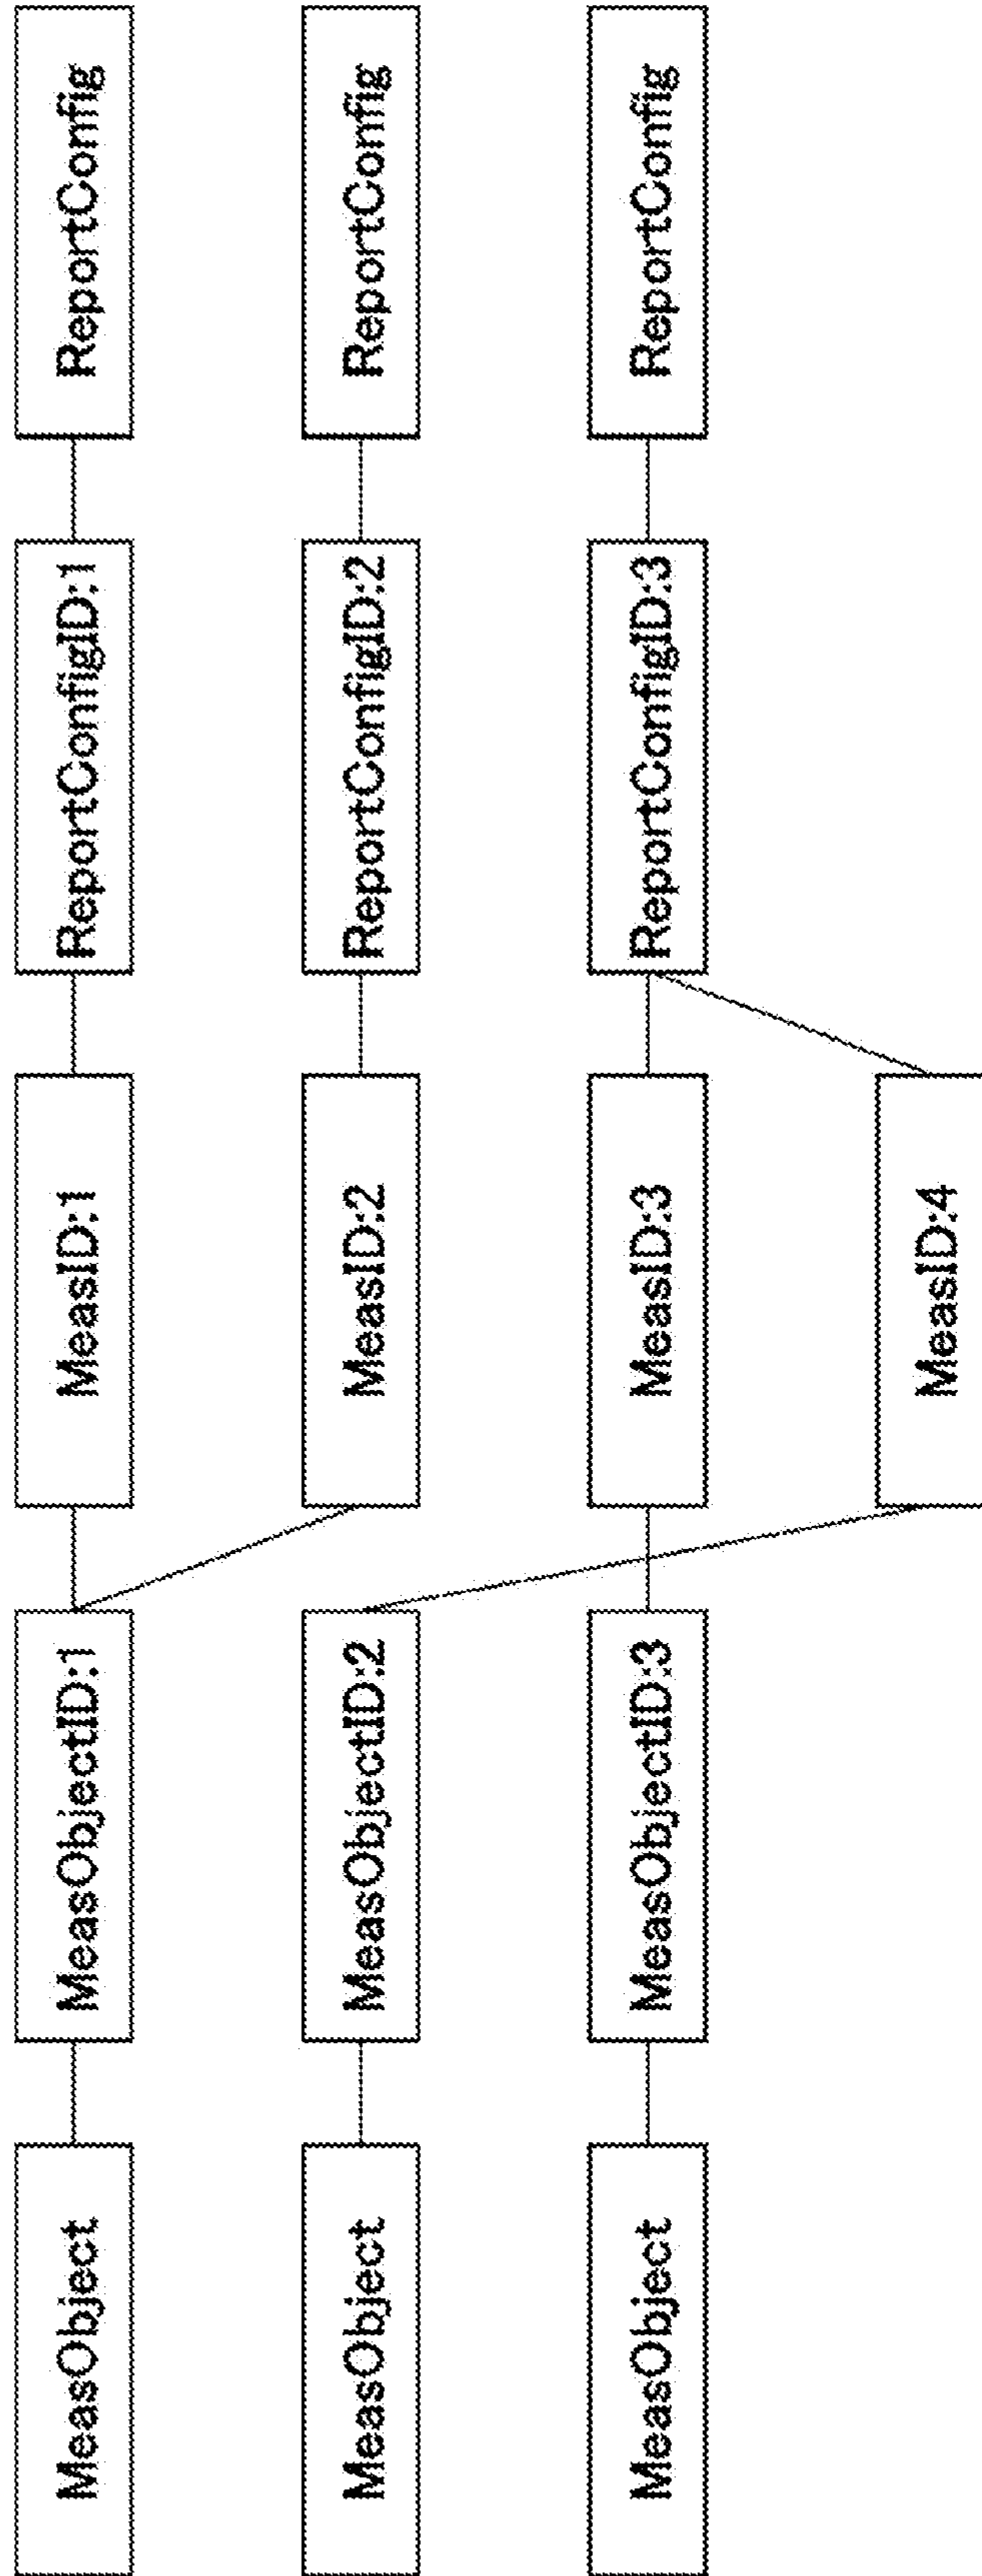 MeasObject
MeasObjectID:1
MeasID:1
ReportConfigID:1
ReportConfig
MeasObject
MeasObjectID:2
MeasID:2
ReportConfigID:2
ReportConfig
MeasObject
MeasObjectID:3
MeasID:3
ReportConfigID:3
ReportConfig
MeasID:4